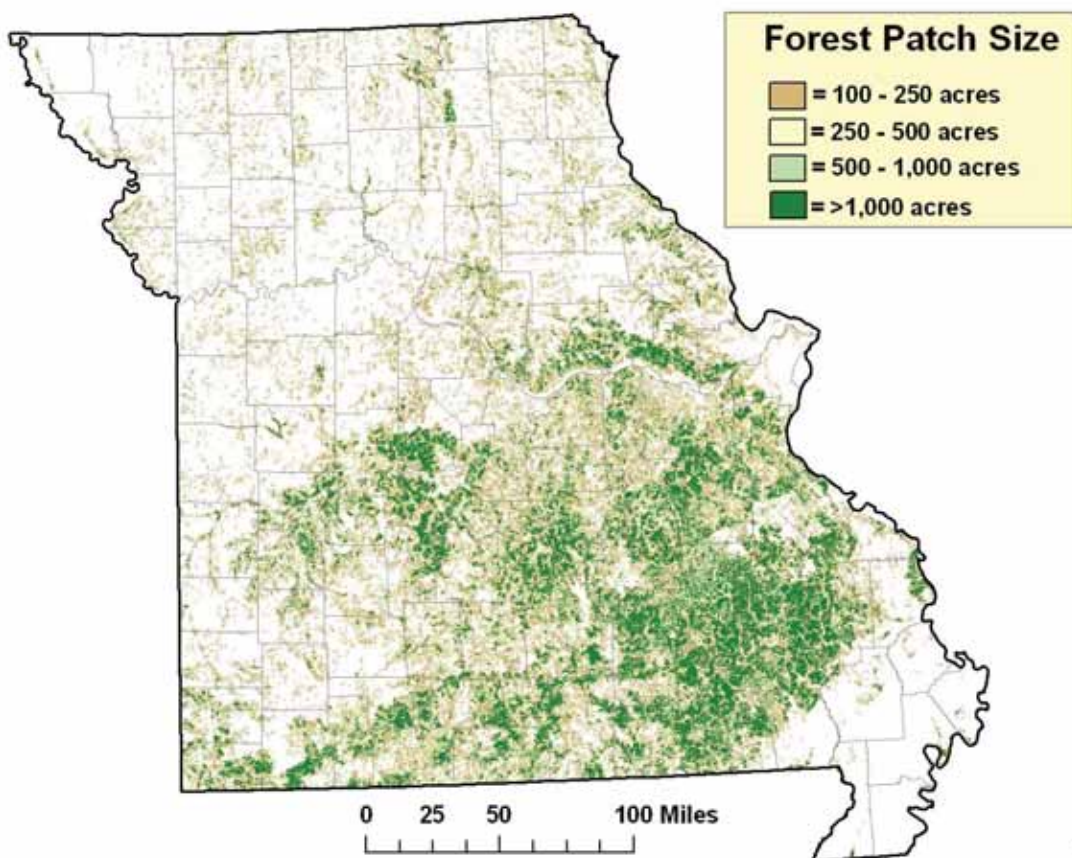 Forest Patch Size
= 100 - 250 acres
= 250 - 500 acres
= 500 - 1,000 acres
= >1,000 acres
0 25 50 100 Miles